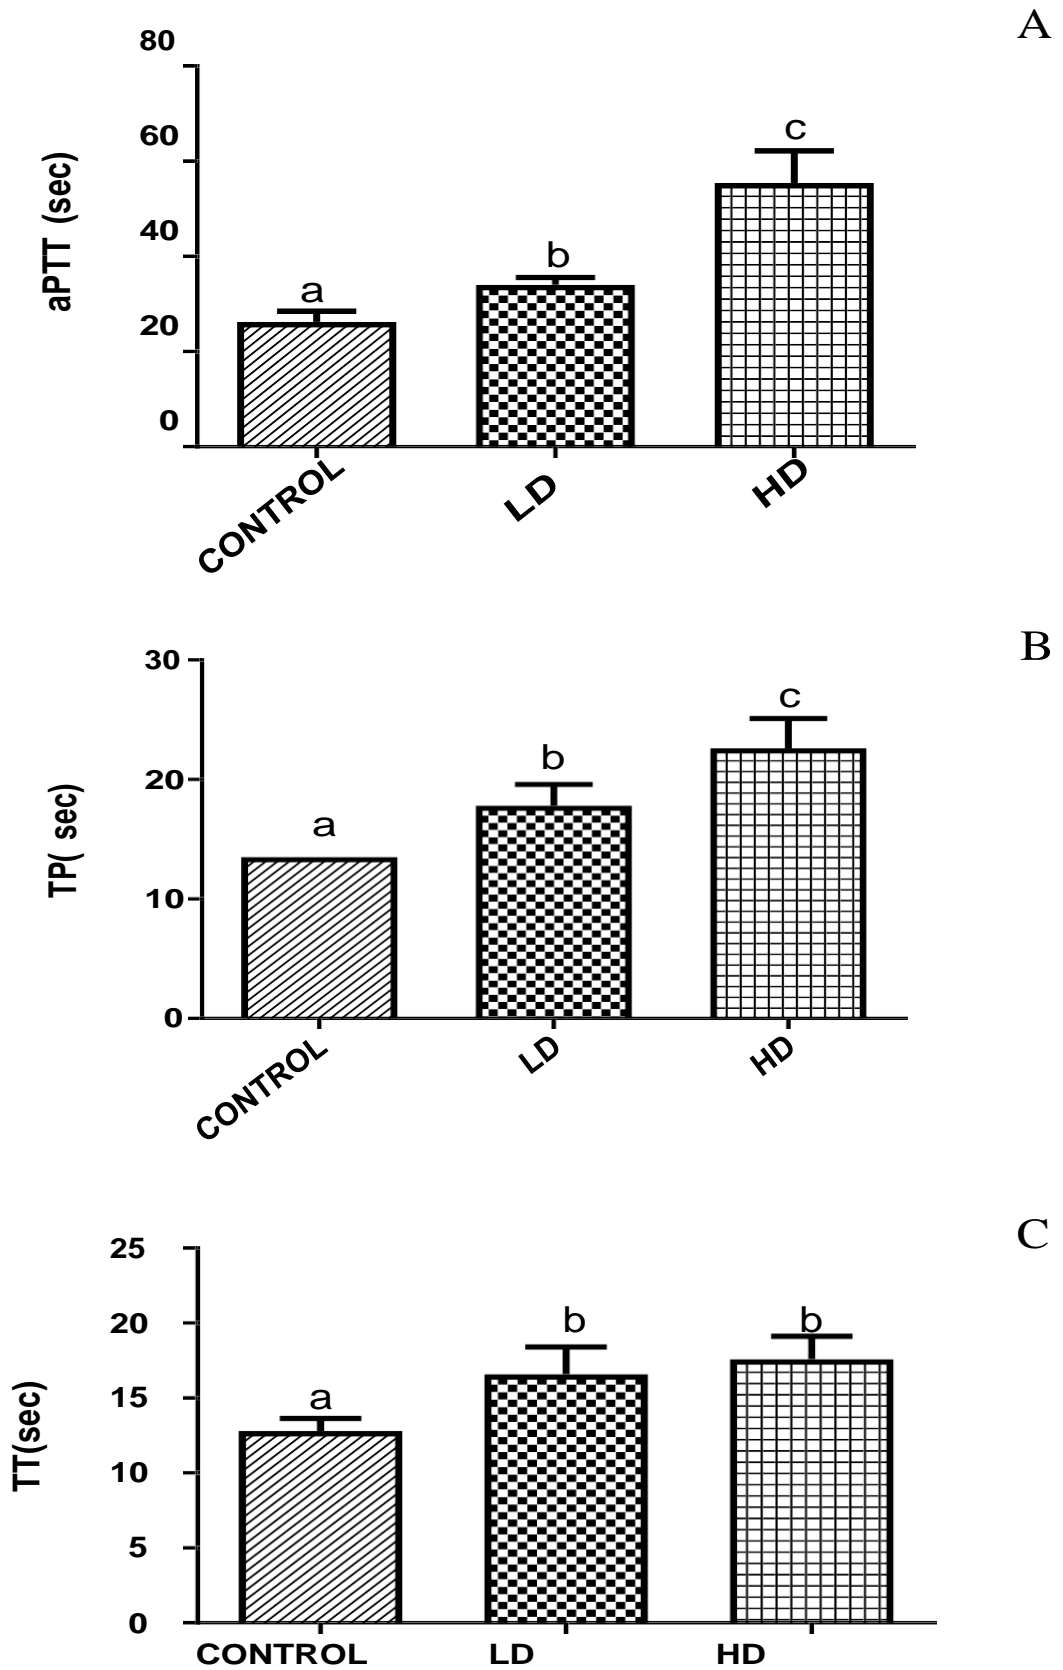 A
80
60
40
20
0
aPTT (sec)
a
b
c
CONTROL
LD
HD
B
30
20
10
0
TP( sec)
a
b
c
CONTROL
LD
HD
C
25
20
15
10
5
0
TT(sec)
a
b
b
CONTROL LD HD